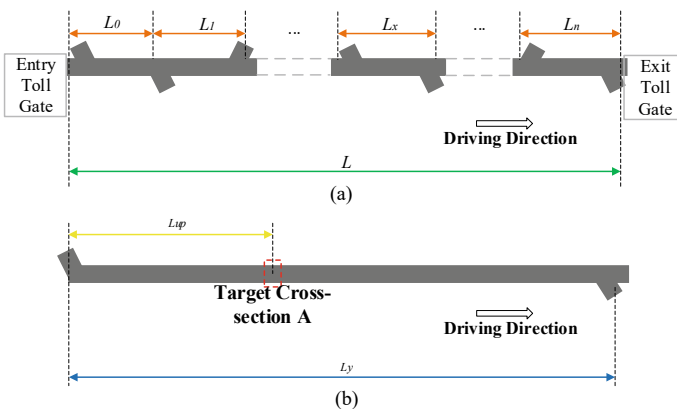 L0 L1 ... Lx ... Ln
Entry
Toll
Gate
Exit
Toll
Gate
Driving Direction
L
(a)
Lup
Target Cross-
section A
Driving Direction
Ly
(b)